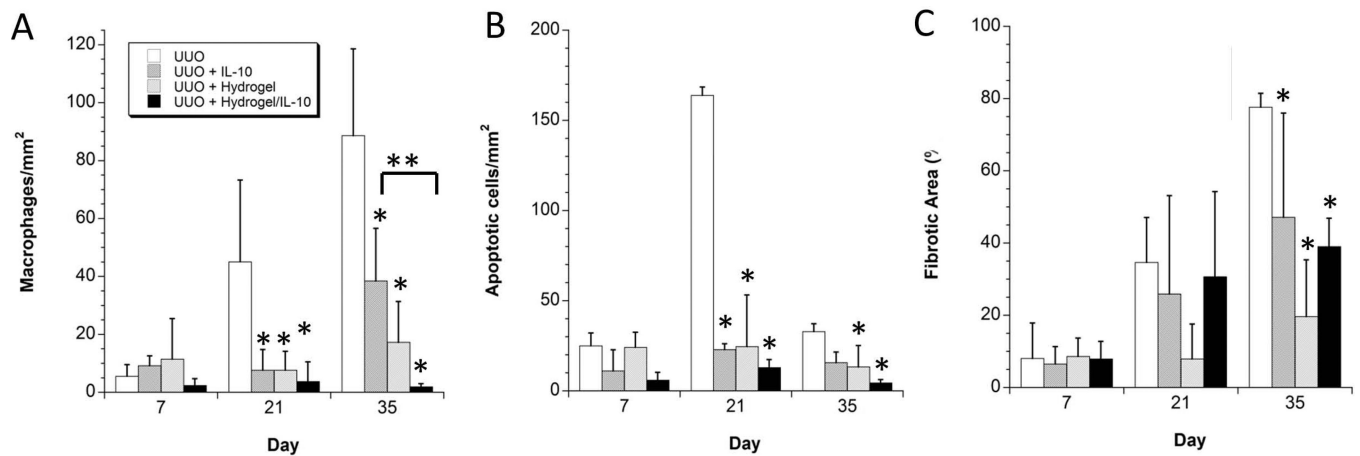 A
Macrophages/mm²
120
100
80
60
40
20
0
UUO
UUO + IL-10
UUO + Hydrogel
UUO + Hydrogel/IL-10
* * *
* * *
**
7 21 35
Day
B
Apoptotic cells/mm²
200
150
100
50
0
* * *
* *
7 21 35
Day
C
Fibrotic Area (%
100
80
60
40
20
0
* * *
7 21 35
Day